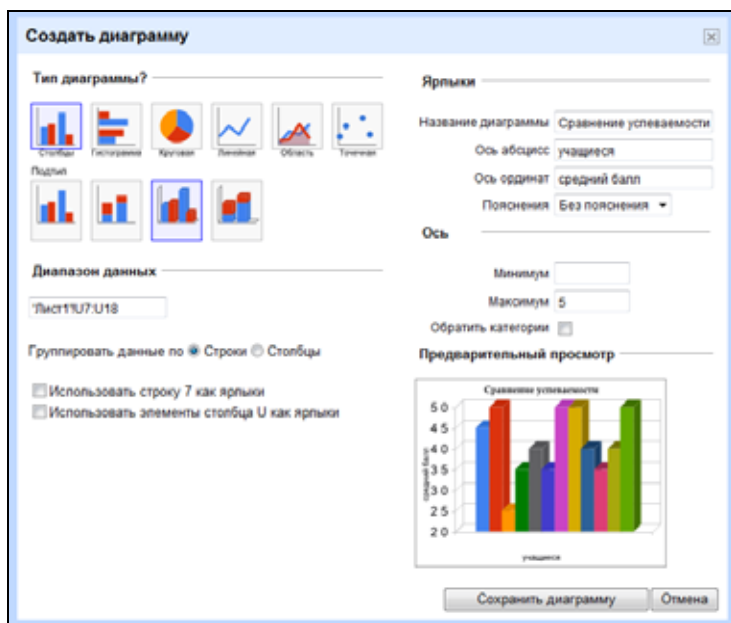 Создать диаграмму
Тип диаграммы?
Столбцы Гистограмма Круговая Линейная Область Точечная
Подтип
Диапазон данных
'Лист1'!U7:U18
Группировать данные по Строки Столбцы
Использовать строку 7 как ярлыки
Использовать элементы столбца U как ярлыки
Ярлыки
Название диаграммы Сравнение успеваемости
Ось абсцисс учащиеся
Ось ординат средний балл
Пояснения Без пояснения
Ось
Минимум
Максимум 5
Обратить категории
Предварительный просмотр
Сравнение успеваемости
5 0
4 5
4 0
3 5
3 0
2 5
2 0
средний балл
учащиеся
Сохранить диаграмму Отмена